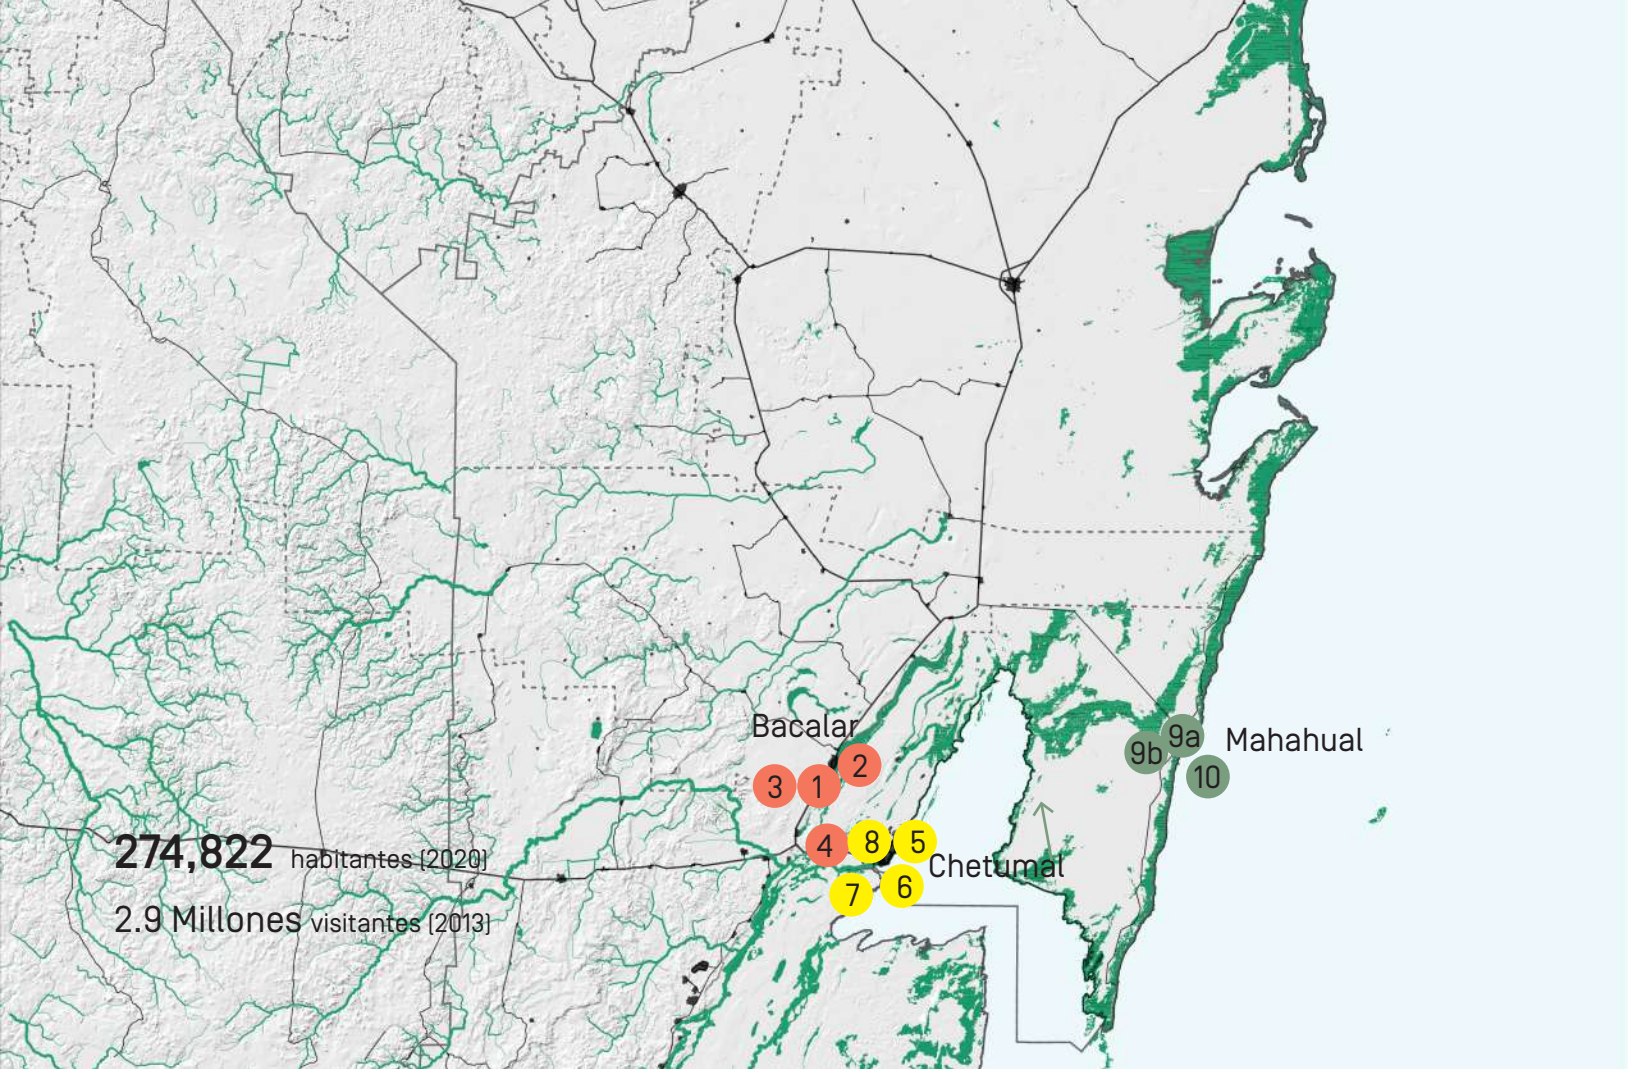 Bacalar
2
3
1
9a
Mahahual
9b
10
4
8
5
Chetumal
7
6
274,822 habitantes (2020)
2.9 Millones visitantes (2013)